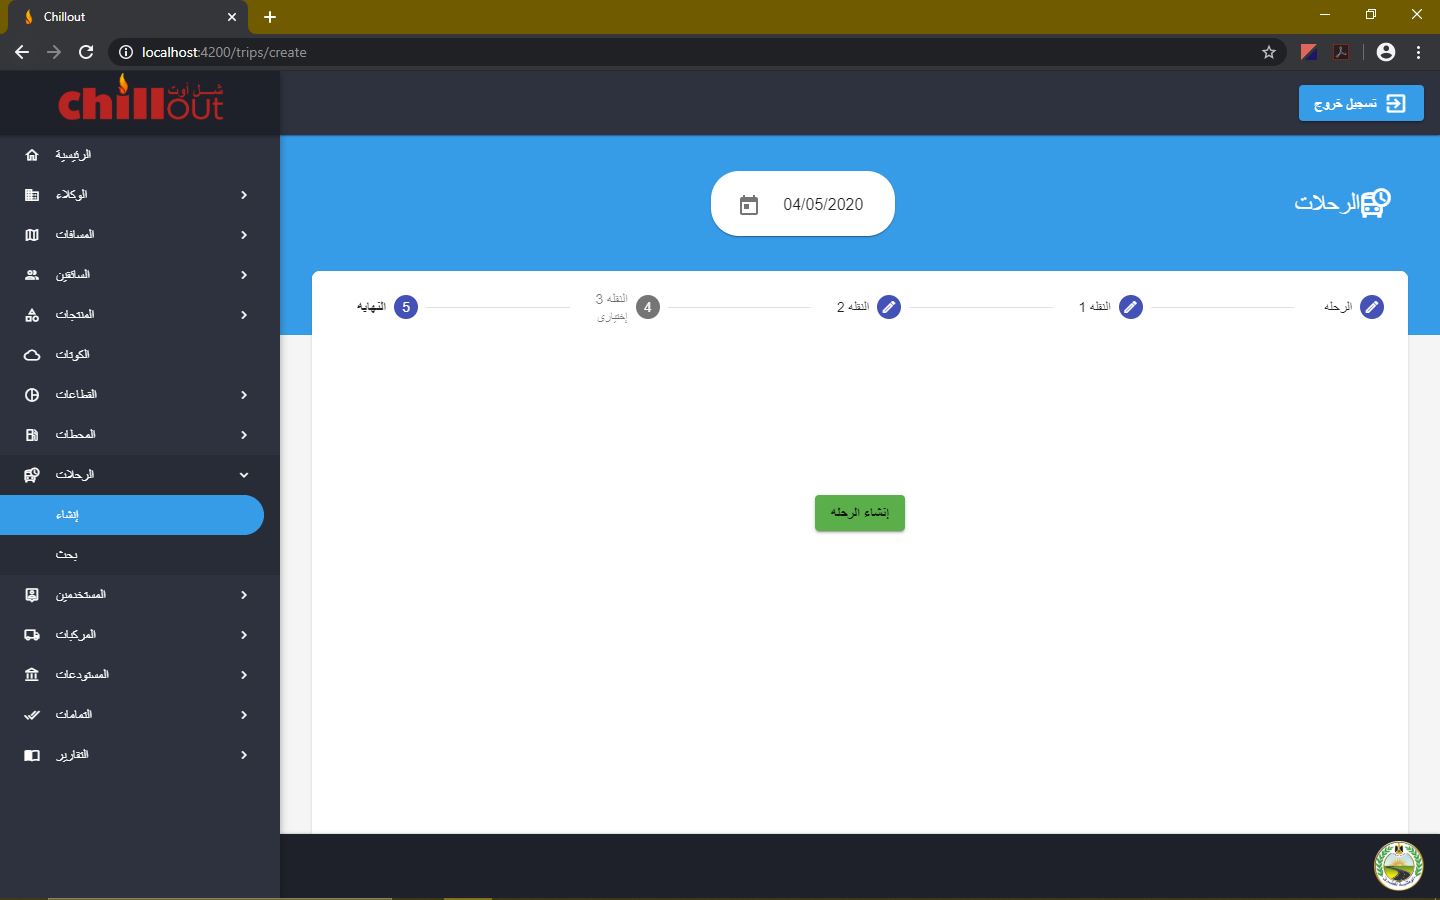 Chillout
localhost:4200/trips/create
chillout
شــل أوت
تسجيل خروج
الرئيسية
الوكلاء
المسافات
السائقين
المنتجات
الكوتات
القطاعات
المحطات
الرحلات
إنشاء
بحث
المستخدمين
المركبات
المستودعات
التمامات
التقارير
الرحلات
04/05/2020
الرحله
النقله 1
النقله 2
4 النقله 3
إختيارى
5 النهايه
إنشاء الرحله